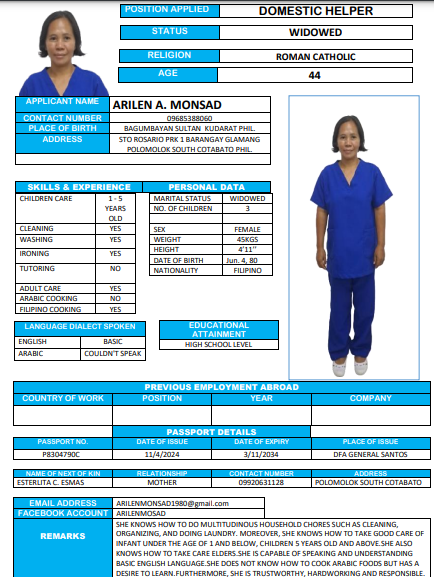 POSITION APPLIED DOMESTIC HELPER
STATUS WIDOWED
RELIGION ROMAN CATHOLIC
AGE 44
APPLICANT NAME ARILEN A. MONSAD
CONTACT NUMBER 09685388060
PLACE OF BIRTH BAGUMBAYAN SULTAN KUDARAT PHIL.
ADDRESS STO ROSARIO PRK 1 BARANGAY GLAMANG
POLOMOLOK SOUTH COTABATO PHIL.
SKILLS & EXPERIENCE
CHILDREN CARE 1 - 5
YEARS
OLD
CLEANING YES
WASHING YES
IRONING YES
TUTORING NO
ADULT CARE YES
ARABIC COOKING NO
FILIPINO COOKING YES
PERSONAL DATA
MARITAL STATUS WIDOWED
NO. OF CHILDREN 3
SEX FEMALE
WEIGHT 45KGS
HEIGHT 4'11"
DATE OF BIRTH Jun. 4, 80
NATIONALITY FILIPINO
LANGUAGE DIALECT SPOKEN
ENGLISH BASIC
ARABIC COULDN'T SPEAK
EDUCATIONAL
ATTAINMENT
HIGH SCHOOL LEVEL
PREVIOUS EMPLOYMENT ABROAD
COUNTRY OF WORK POSITION YEAR COMPANY
PASSPORT DETAILS
PASSPORT NO. DATE OF ISSUE DATE OF EXPIRY PLACE OF ISSUE
P8304790C 11/4/2024 3/11/2034 DFA GENERAL SANTOS
NAME OF NEXT OF KIN RELATIONSHIP CONTACT NUMBER ADDRESS
ESTERLITA C. ESMAS MOTHER 09920631128 POLOMOLOK SOUTH COTABATO
EMAIL ADDRESS ARILENMONSAD1980@gmail.com
FACEBOOK ACCOUNT ARILENMOSAD
REMARKS
SHE KNOWS HOW TO DO MULTITUDINOUS HOUSEHOLD CHORES SUCH AS CLEANING,
ORGANIZING, AND DOING LAUNDRY. MOREOVER, SHE KNOWS HOW TO TAKE GOOD CARE OF
INFANT UNDER THE AGE OF 1 AND BELOW, CHILDREN 5 YEARS OLD AND ABOVE.SHE ALSO
KNOWS HOW TO TAKE CARE ELDERS.SHE IS CAPABLE OF SPEAKING AND UNDERSTANDING
BASIC ENGLISH LANGUAGE.SHE DOES NOT KNOW HOW TO COOK ARABIC FOODS BUT HAS A
DESIRE TO LEARN.FURTHERMORE, SHE IS TRUSTWORTHY, HARDWORKING AND RESPONSIBLE.